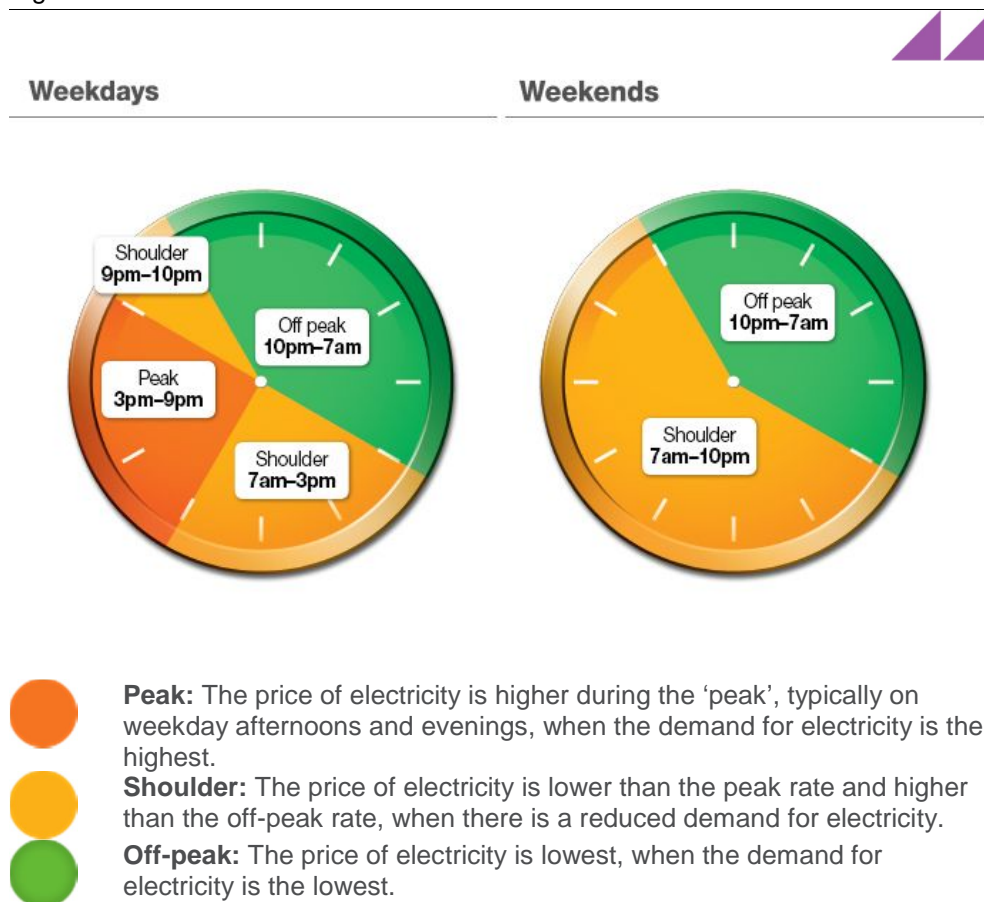 Weekdays
Weekends
Shoulder
9pm–10pm
Off peak
10pm–7am
Peak
3pm–9pm
Shoulder
7am–3pm
Off peak
10pm–7am
Shoulder
7am–10pm
Peak: The price of electricity is higher during the ‘peak’, typically on
weekday afternoons and evenings, when the demand for electricity is the
highest.
Shoulder: The price of electricity is lower than the peak rate and higher
than the off-peak rate, when there is a reduced demand for electricity.
Off-peak: The price of electricity is lowest, when the demand for
electricity is the lowest.